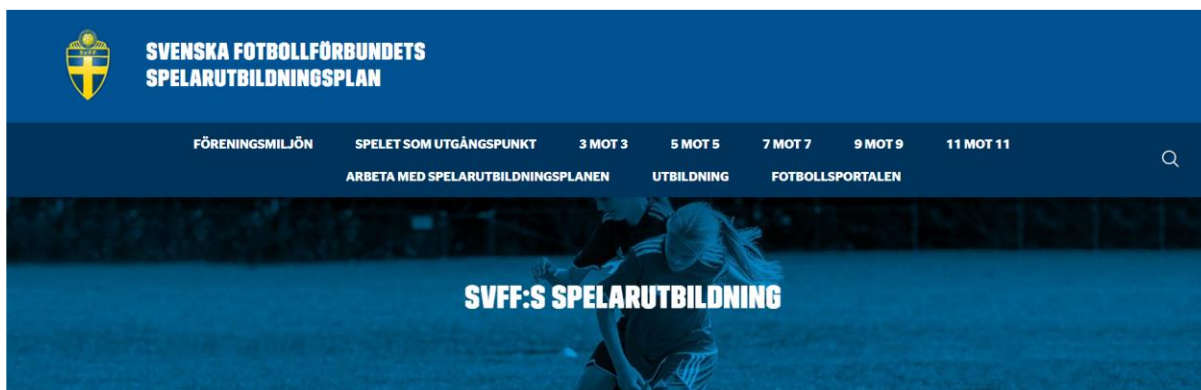 SvFF
SVENSKA FOTBOLLFÖRBUNDETS
SPELARUTBILDNINGSPLAN
FÖRENINGSMILJÖN SPELET SOM UTGÅNGSPUNKT 3 MOT 3 5 MOT 5 7 MOT 7 9 MOT 9 11 MOT 11
ARBETA MED SPELARUTBILDNINGSPLANEN UTBILDNING FOTBOLLSPORTALEN
SVFF:S SPELARUTBILDNING